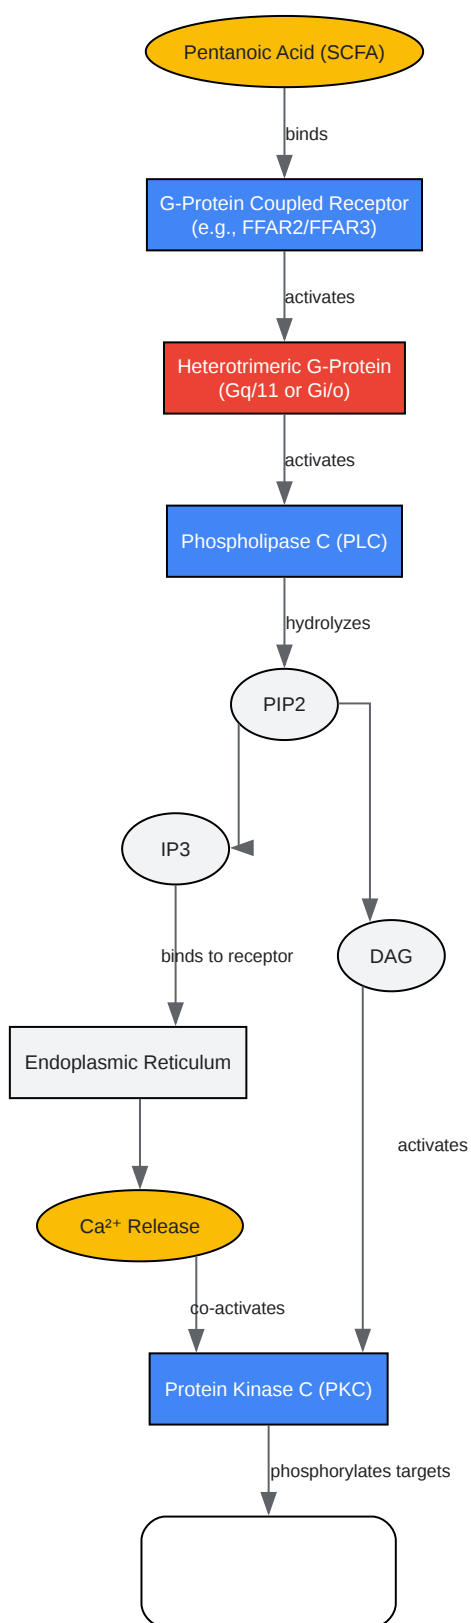 Pentanoic Acid (SCFA)
binds
G-Protein Coupled Receptor
(e.g., FFAR2/FFAR3)
activates
Heterotrimeric G-Protein
(Gq/11 or Gi/o)
activates
Phospholipase C (PLC)
hydrolyzes
PIP2
IP3
DAG
binds to receptor
Endoplasmic Reticulum
activates
Ca²⁺ Release
co-activates
Protein Kinase C (PKC)
phosphorylates targets